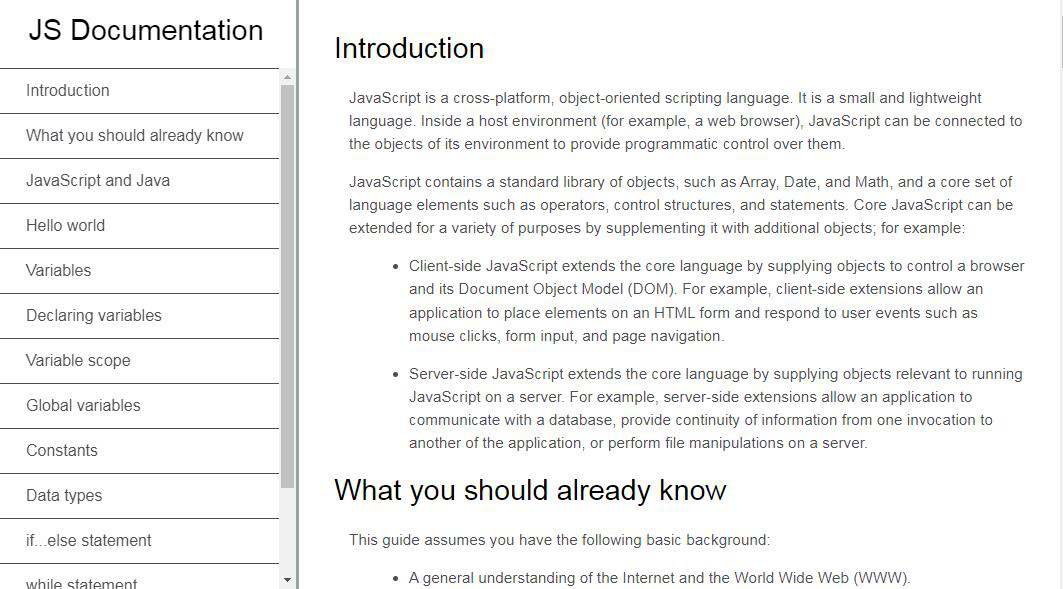 JS Documentation
Introduction
What you should already know
JavaScript and Java
Hello world
Variables
Declaring variables
Variable scope
Global variables
Constants
Data types
if...else statement
while statement
Introduction
JavaScript is a cross-platform, object-oriented scripting language. It is a small and lightweight
language. Inside a host environment (for example, a web browser), JavaScript can be connected to
the objects of its environment to provide programmatic control over them.
JavaScript contains a standard library of objects, such as Array, Date, and Math, and a core set of
language elements such as operators, control structures, and statements. Core JavaScript can be
extended for a variety of purposes by supplementing it with additional objects; for example:
• Client-side JavaScript extends the core language by supplying objects to control a browser
and its Document Object Model (DOM). For example, client-side extensions allow an
application to place elements on an HTML form and respond to user events such as
mouse clicks, form input, and page navigation.
• Server-side JavaScript extends the core language by supplying objects relevant to running
JavaScript on a server. For example, server-side extensions allow an application to
communicate with a database, provide continuity of information from one invocation to
another of the application, or perform file manipulations on a server.
What you should already know
This guide assumes you have the following basic background:
• A general understanding of the Internet and the World Wide Web (WWW).